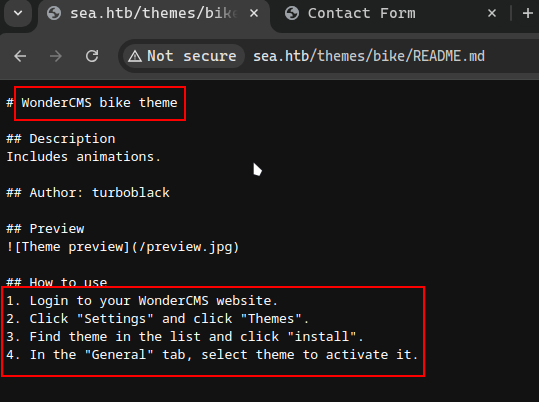 sea.htb/themes/bike
Contact Form
Not secure
sea.htb/themes/bike/README.md
# WonderCMS bike theme
## Description
Includes animations.
## Author: turboblack
## Preview
![Theme preview](/preview.jpg)
## How to use
1. Login to your WonderCMS website.
2. Click "Settings" and click "Themes".
3. Find theme in the list and click "install".
4. In the "General" tab, select theme to activate it.